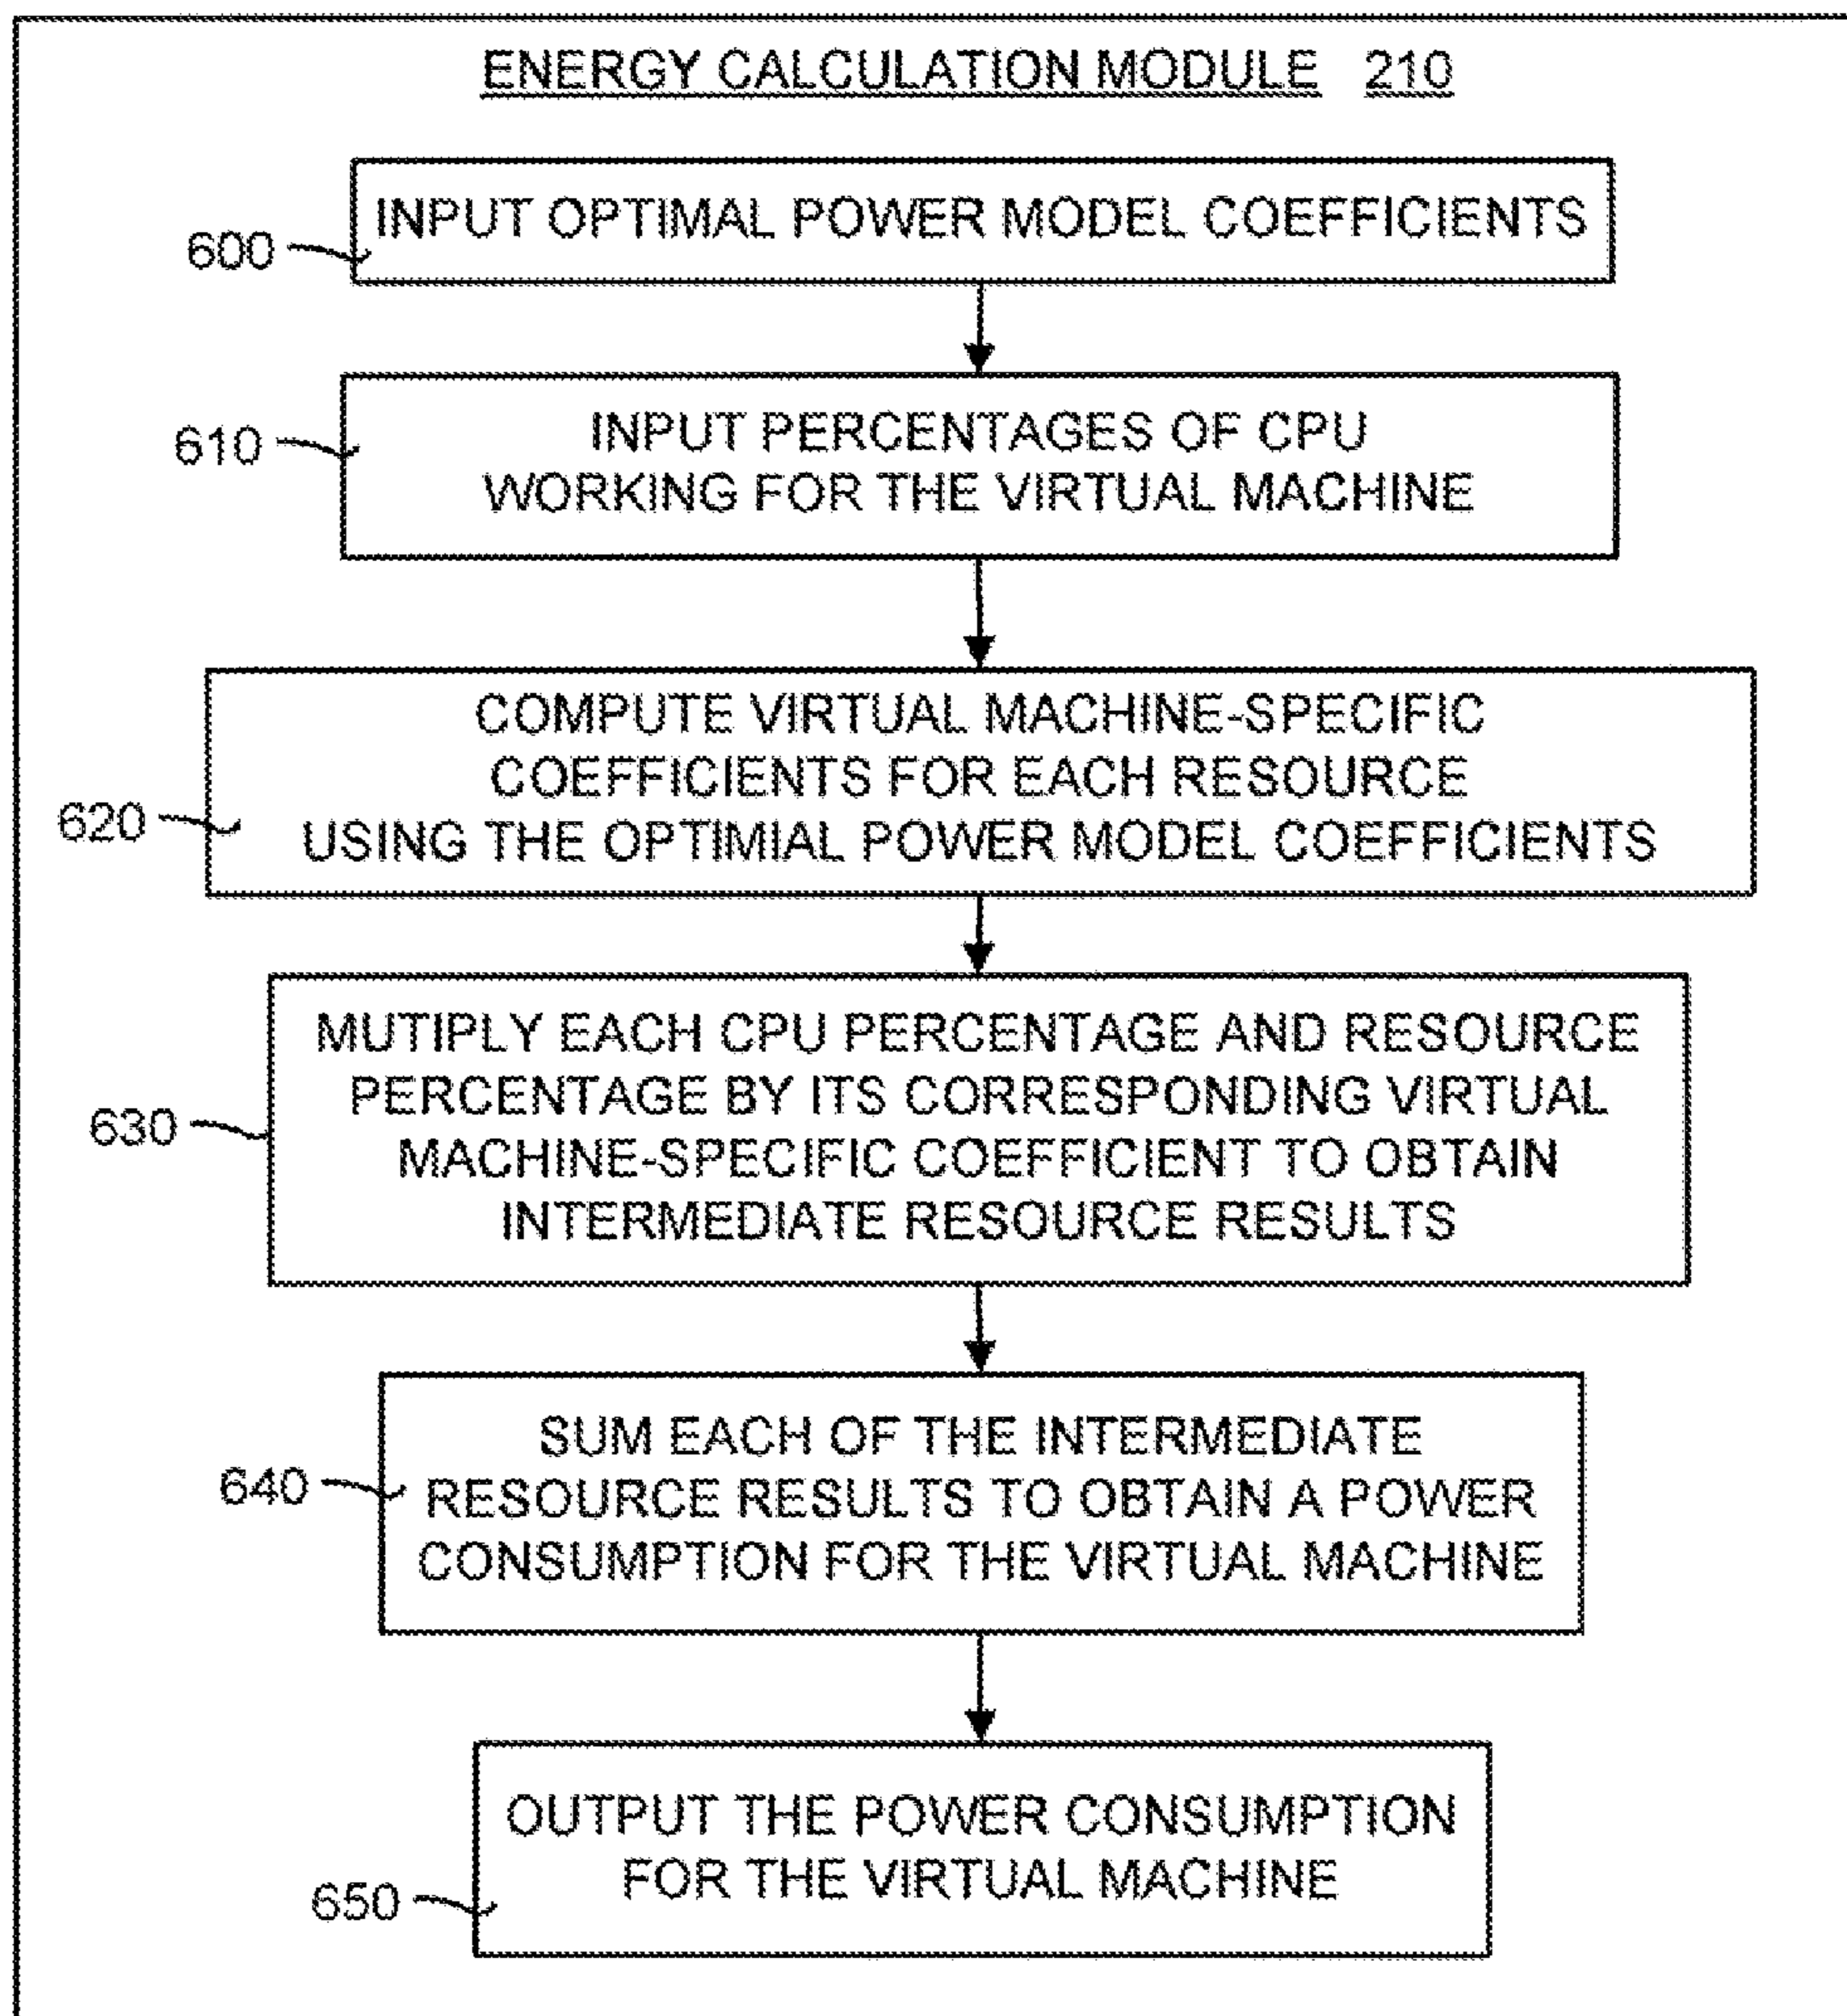 ENERGY CALCULATION MODULE 210
INPUT OPTIMAL POWER MODEL COEFFICIENTS
600
INPUT PERCENTAGES OF CPU
610
WORKING FOR THE VIRTUAL MACHINE
COMPUTE VIRTUAL MACHINE-SPECIFIC
COEFFICIENTS FOR EACH RESOURCE
620
USING THE OPTIMIAL POWER MODEL COEFFICIENTS
MUTIPLY EACH CPU PERCENTAGE AND RESOURCE
PERCENTAGE BY ITS CORRESPONDING VIRTUAL
630
MACHINE-SPECIFIC COEFFICIENT TO OBTAIN
INTERMEDIATE RESOURCE RESULTS
SUM EACH OF THE INTERMEDIATE
640
RESOURCE RESULTS TO OBTAIN A POWER
CONSUMPTION FOR THE VIRTUAL MACHINE
OUTPUT THE POWER CONSUMPTION
FOR THE VIRTUAL MACHINE
650